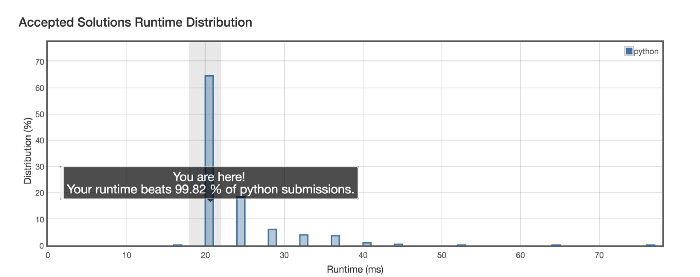 Accepted Solutions Runtime Distribution
python
70
60
50
40
30
20
10
0
Distribution (%)
You are here!
Your runtime beats 99.82 % of python submissions.
0 10 20 30 40 50 60 70
Runtime (ms)